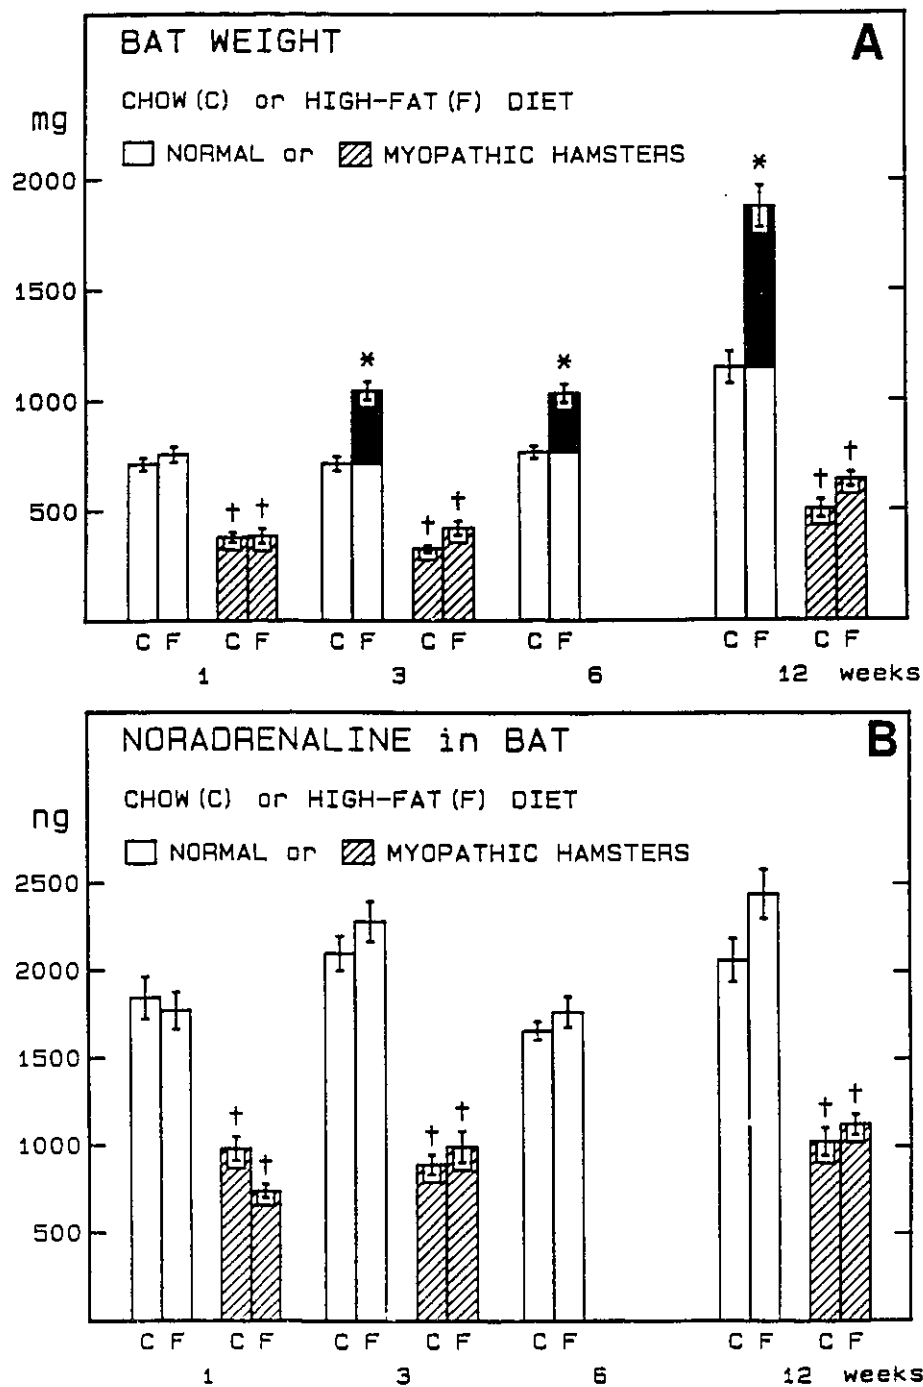 BAT WEIGHT A
CHOW (C) or HIGH-FAT (F) DIET
mg
NORMAL or MYOPATHIC HAMSTERS
2000
1500
1000
500
* * *
† † † † † †
C F C F C F C F C F C F C F
1 3 6 12 weeks
NORADRENALINE in BAT B
CHOW (C) or HIGH-FAT (F) DIET
ng
NORMAL or MYOPATHIC HAMSTERS
2500
2000
1500
1000
500
† † † † † †
C F C F C F C F C F C F C F
1 3 6 12 weeks